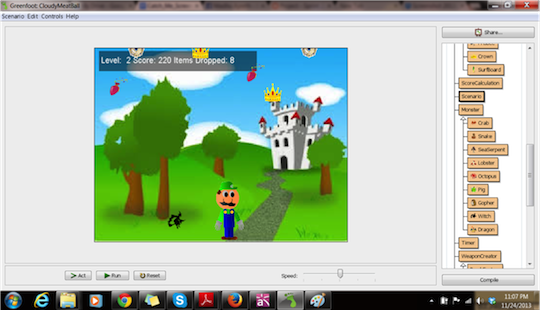 Greenfoot: CloudyMeatBall
Scenario Edit Controls Help
Share...
Level: 2 Score: 220 Items Dropped: 8
Crown
SurfBoard
ScoreCalculation
Scenario
Monster
Crab
Snake
SeaSerpent
Lobster
Octopus
Pig
Gopher
Witch
Dragon
Timer
WeaponCreator
Act
Run
Reset
Speed:
Compile
11:07 PM
11/24/2013